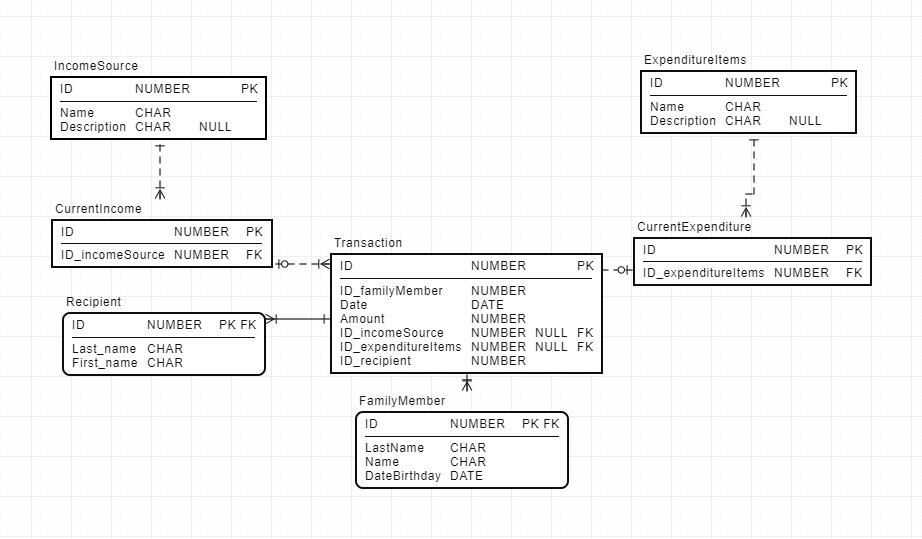 IncomeSource
ID NUMBER PK
Name CHAR
Description CHAR NULL
ExpenditureItems
ID NUMBER PK
Name CHAR
Description CHAR NULL
CurrentIncome
ID NUMBER PK
ID_incomeSource NUMBER FK
CurrentExpenditure
ID NUMBER PK
ID_expenditureItems NUMBER FK
Transaction
ID NUMBER PK
ID_familyMember NUMBER
Date DATE
Amount NUMBER
ID_incomeSource NUMBER NULL FK
ID_expenditureItems NUMBER NULL FK
ID_recipient NUMBER
Recipient
ID NUMBER PK FK
Last_name CHAR
First_name CHAR
FamilyMember
ID NUMBER PK FK
LastName CHAR
Name CHAR
DateBirthday DATE